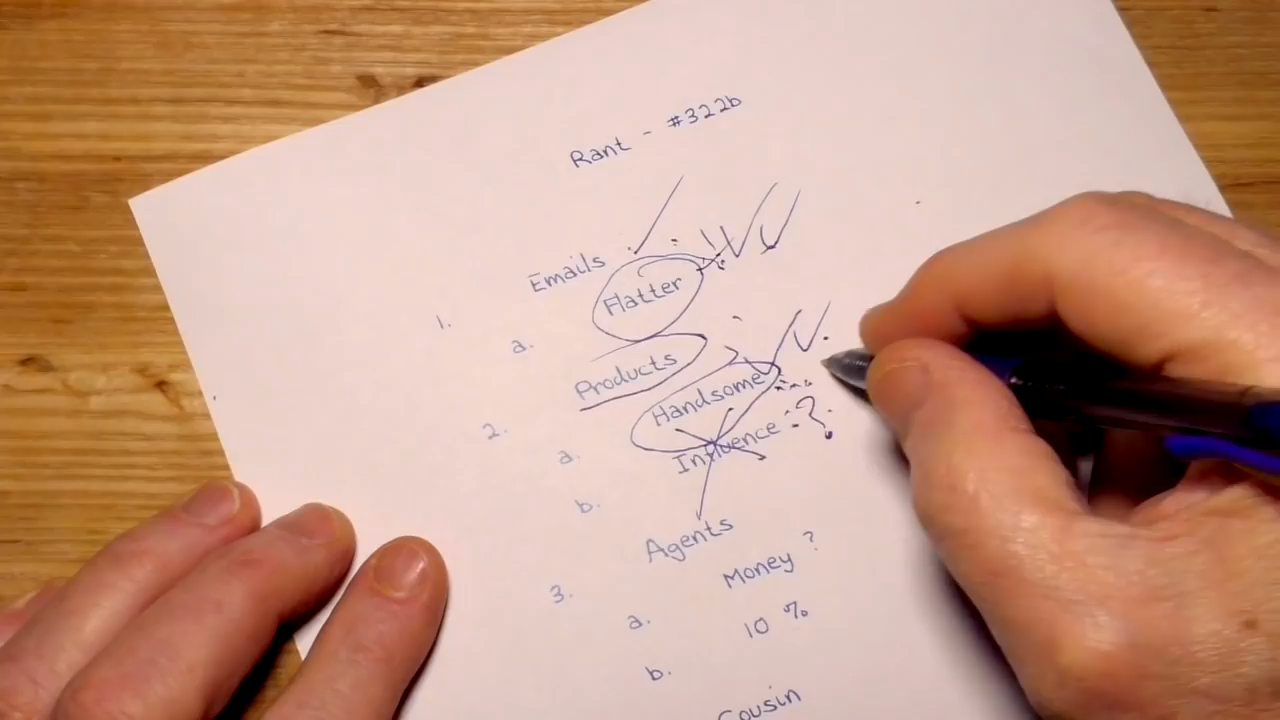 Rant - #322b
1. Emails
a. Flatter
2. Products
a. Handsome
b. Influence ?
3. Agents
a. Money ?
b. 10 %
Cousin